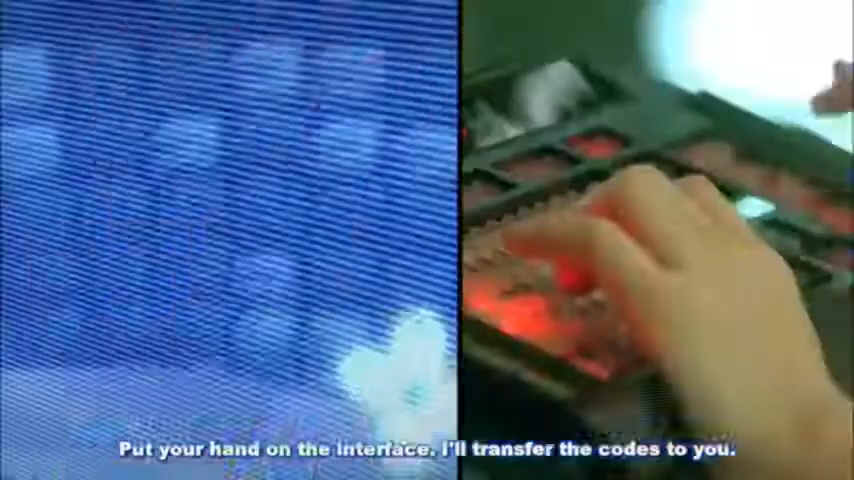 Put your hand on the interface. I'll transfer the codes to you.